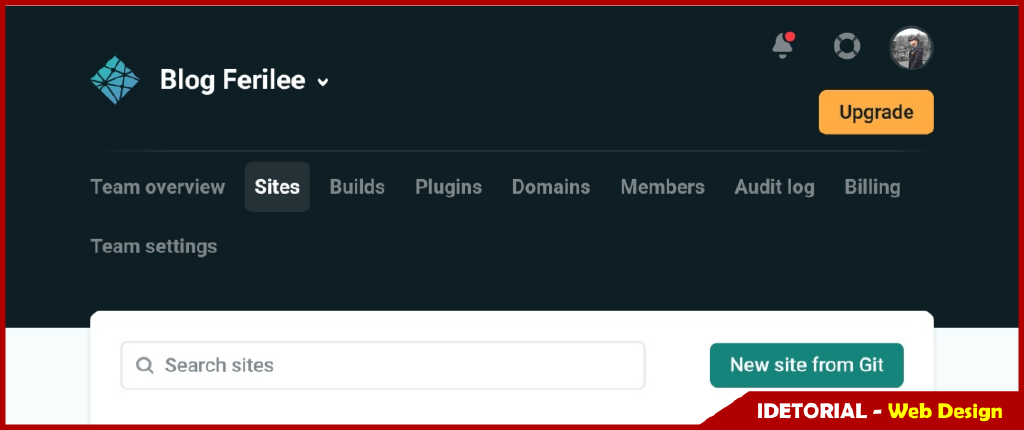 Blog Ferilee
Upgrade
Team overview Sites Builds Plugins Domains Members Audit log Billing
Team settings
Search sites
New site from Git
IDETORIAL - Web Design